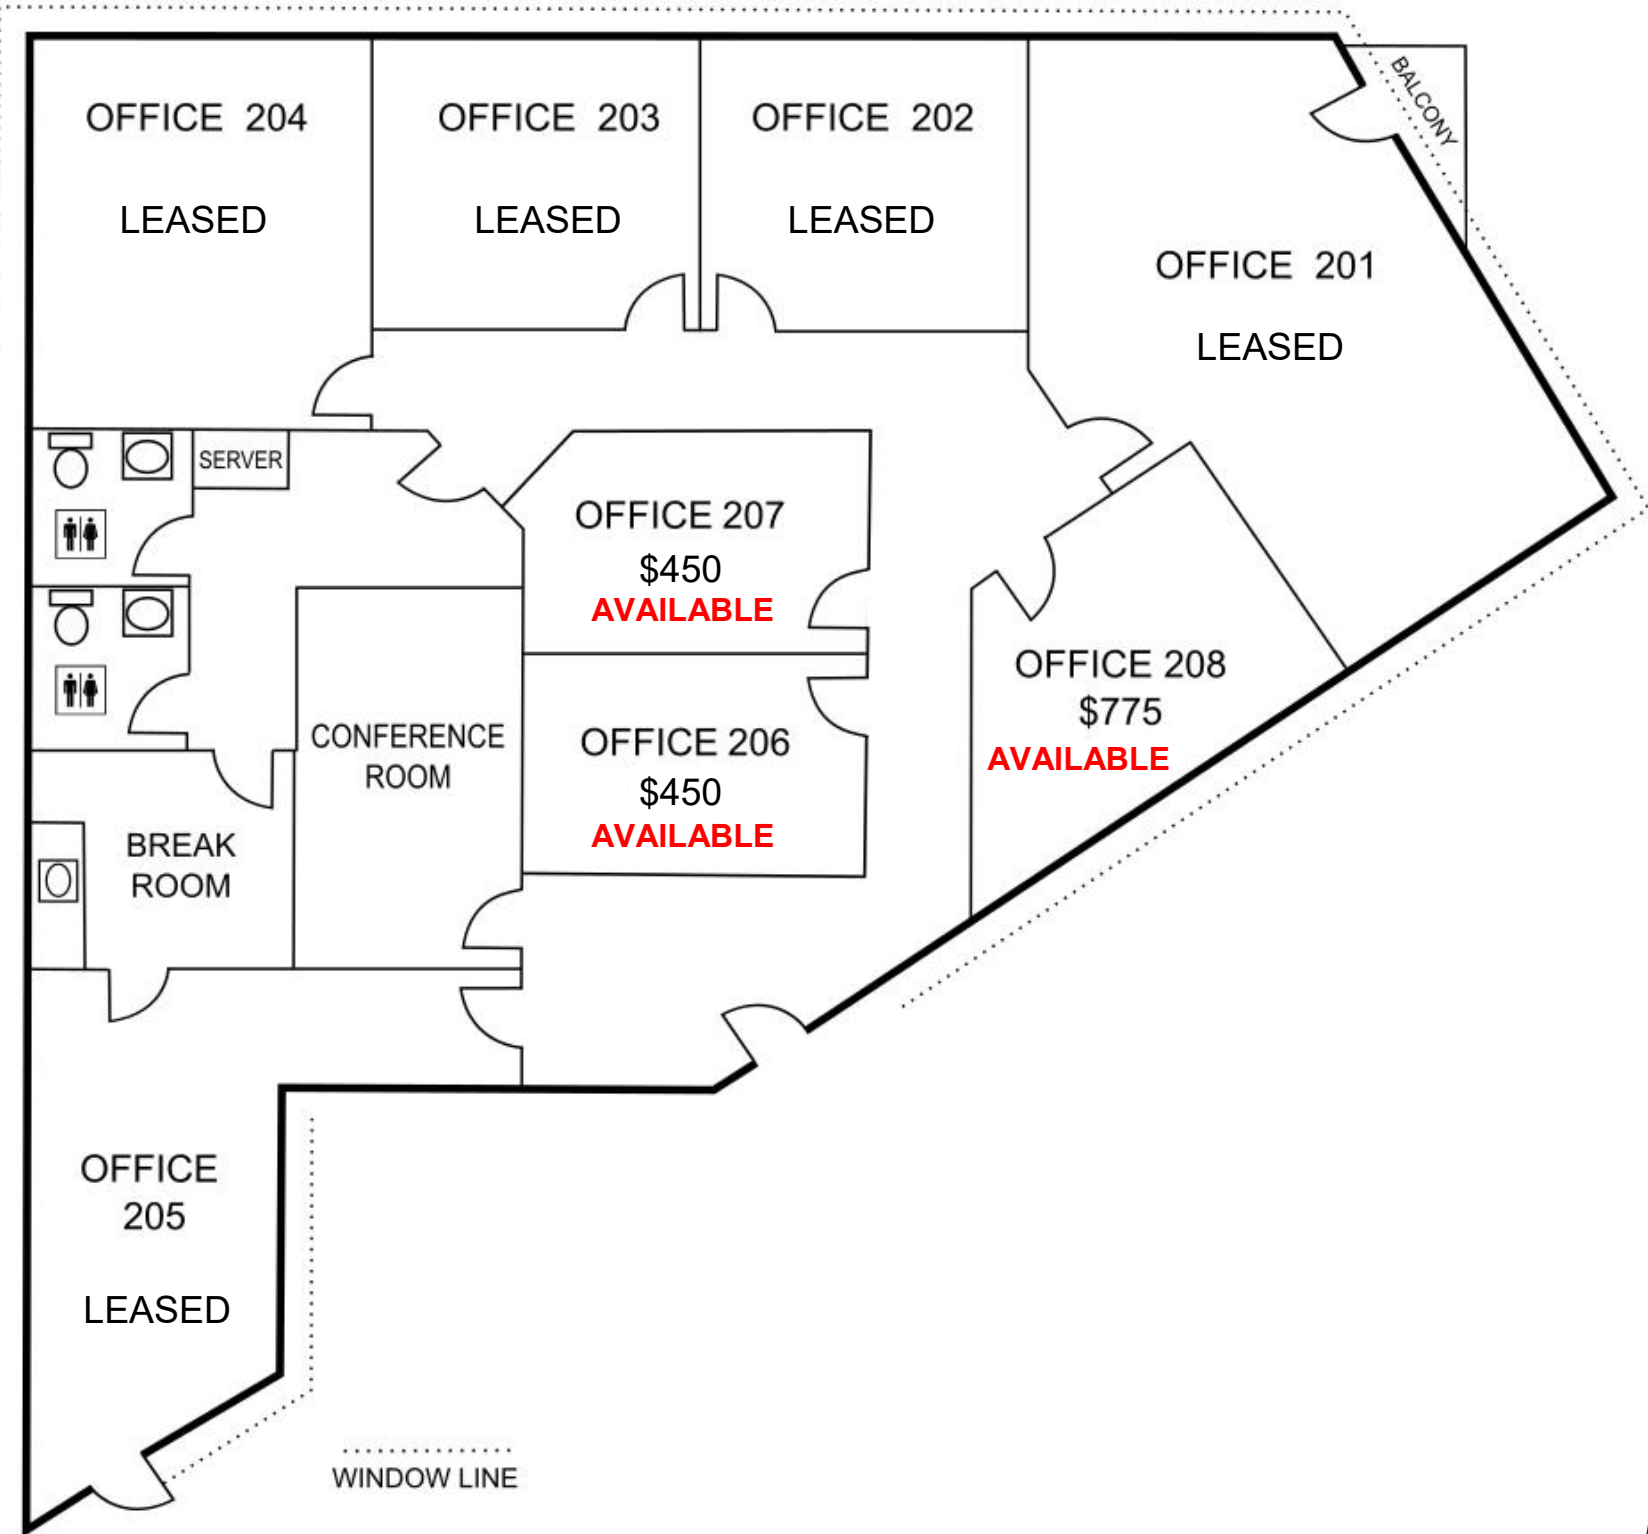 BALCONY
OFFICE 204
LEASED
OFFICE 203
LEASED
OFFICE 202
LEASED
OFFICE 201
LEASED
SERVER
OFFICE 207
$450
AVAILABLE
OFFICE 208
$775
AVAILABLE
CONFERENCE
ROOM
OFFICE 206
$450
AVAILABLE
BREAK
ROOM
OFFICE
205
LEASED
WINDOW LINE